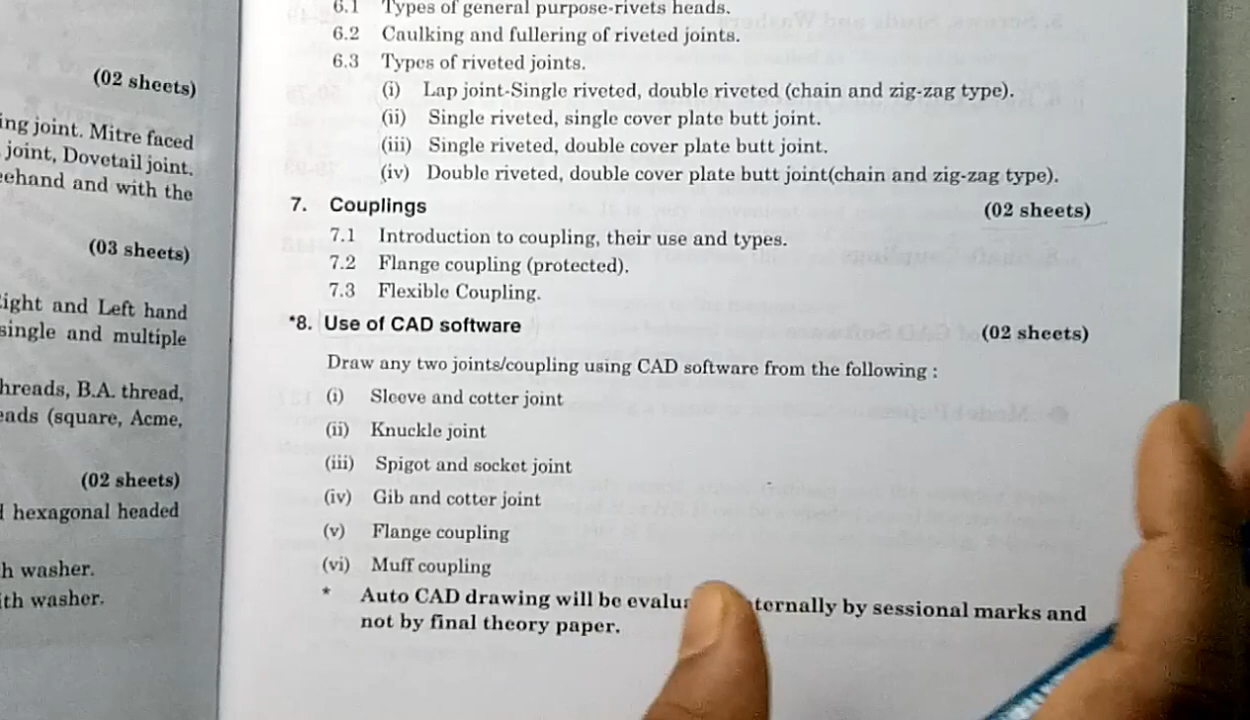 (02 sheets)
ing joint. Mitre faced
joint, Dovetail joint.
ehand and with the
(03 sheets)
ight and Left hand
single and multiple
hreads, B.A. thread,
eads (square, Acme,
(02 sheets)
hexagonal headed
h washer.
ith washer.
6.1 Types of general purpose-rivets heads.
6.2 Caulking and fullering of riveted joints.
6.3 Types of riveted joints.
(i) Lap joint-Single riveted, double riveted (chain and zig-zag type).
(ii) Single riveted, single cover plate butt joint.
(iii) Single riveted, double cover plate butt joint.
(iv) Double riveted, double cover plate butt joint(chain and zig-zag type).
7. Couplings (02 sheets)
7.1 Introduction to coupling, their use and types.
7.2 Flange coupling (protected).
7.3 Flexible Coupling.
*8. Use of CAD software (02 sheets)
Draw any two joints/coupling using CAD software from the following :
(i) Sleeve and cotter joint
(ii) Knuckle joint
(iii) Spigot and socket joint
(iv) Gib and cotter joint
(v) Flange coupling
(vi) Muff coupling
* Auto CAD drawing will be evalua ternally by sessional marks and
not by final theory paper.